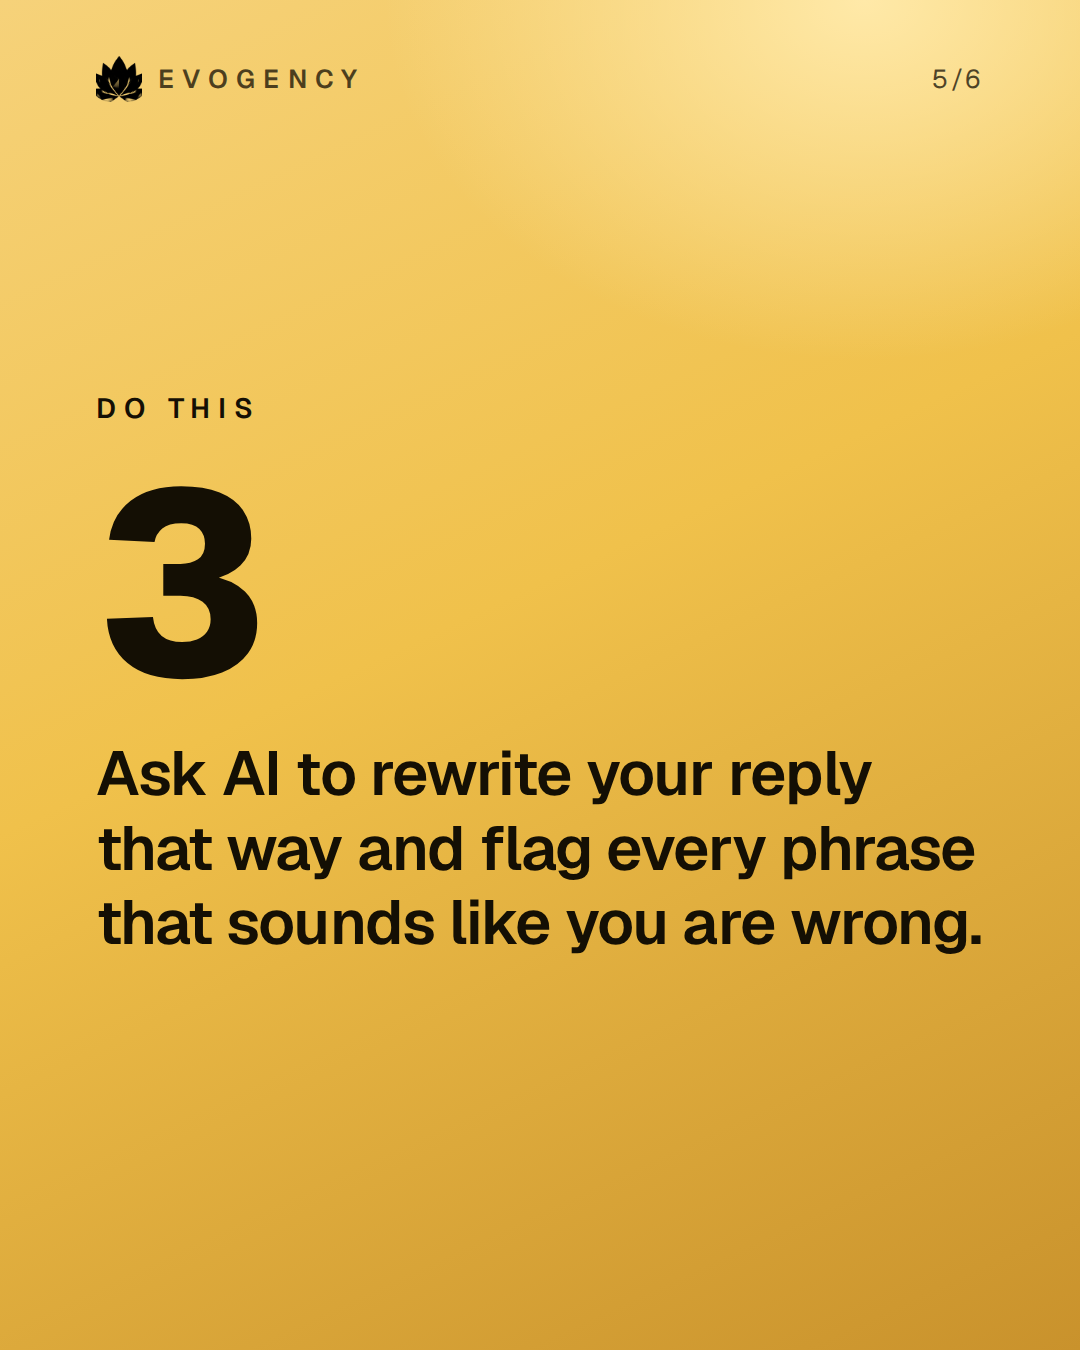 EVOGENCY
5/6
DO THIS
3
Ask AI to rewrite your reply
that way and flag every phrase
that sounds like you are wrong.